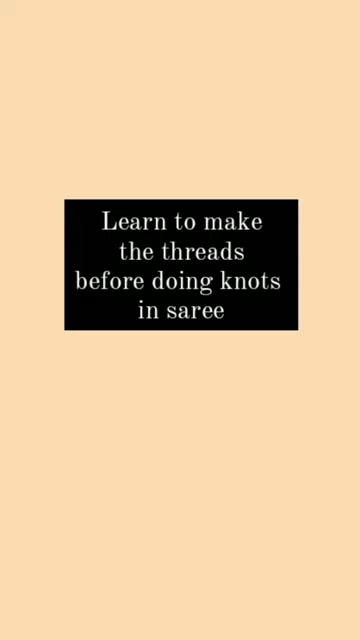 Learn to make
the threads
before doing knots
in saree